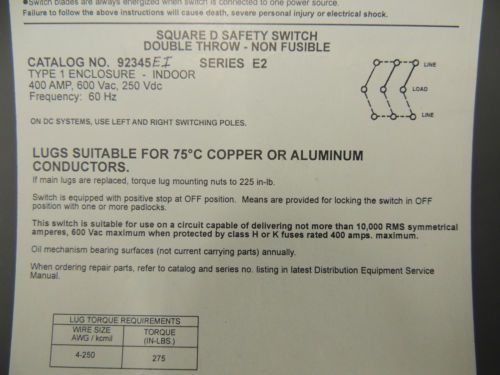 ●Switch blades are always energized when switch is connected to one power source.
Failure to follow the above instructions will cause death, severe personal injury or electrical shock.
SQUARE D SAFETY SWITCH
DOUBLE THROW - NON FUSIBLE
CATALOG NO. 92345EI SERIES E2
TYPE 1 ENCLOSURE - INDOOR
400 AMP, 600 Vac, 250 Vdc
Frequency: 60 Hz
LINE
LOAD
LINE
ON DC SYSTEMS, USE LEFT AND RIGHT SWITCHING POLES.
LUGS SUITABLE FOR 75°C COPPER OR ALUMINUM
CONDUCTORS.
If main lugs are replaced, torque lug mounting nuts to 225 in-lb.
Switch is equipped with positive stop at OFF position. Means are provided for locking the switch in OFF
position with one or more padlocks.
This switch is suitable for use on a circuit capable of delivering not more than 10,000 RMS symmetrical
amperes, 600 Vac maximum when protected by class H or K fuses rated 400 amps. maximum.
Oil mechanism bearing surfaces (not current carrying parts) annually.
When ordering repair parts, refer to catalog and series no. listing in latest Distribution Equipment Service
Manual.
LUG TORQUE REQUIREMENTS
WIRE SIZE TORQUE
AWG / kcmil (IN-LBS.)
4-250 275